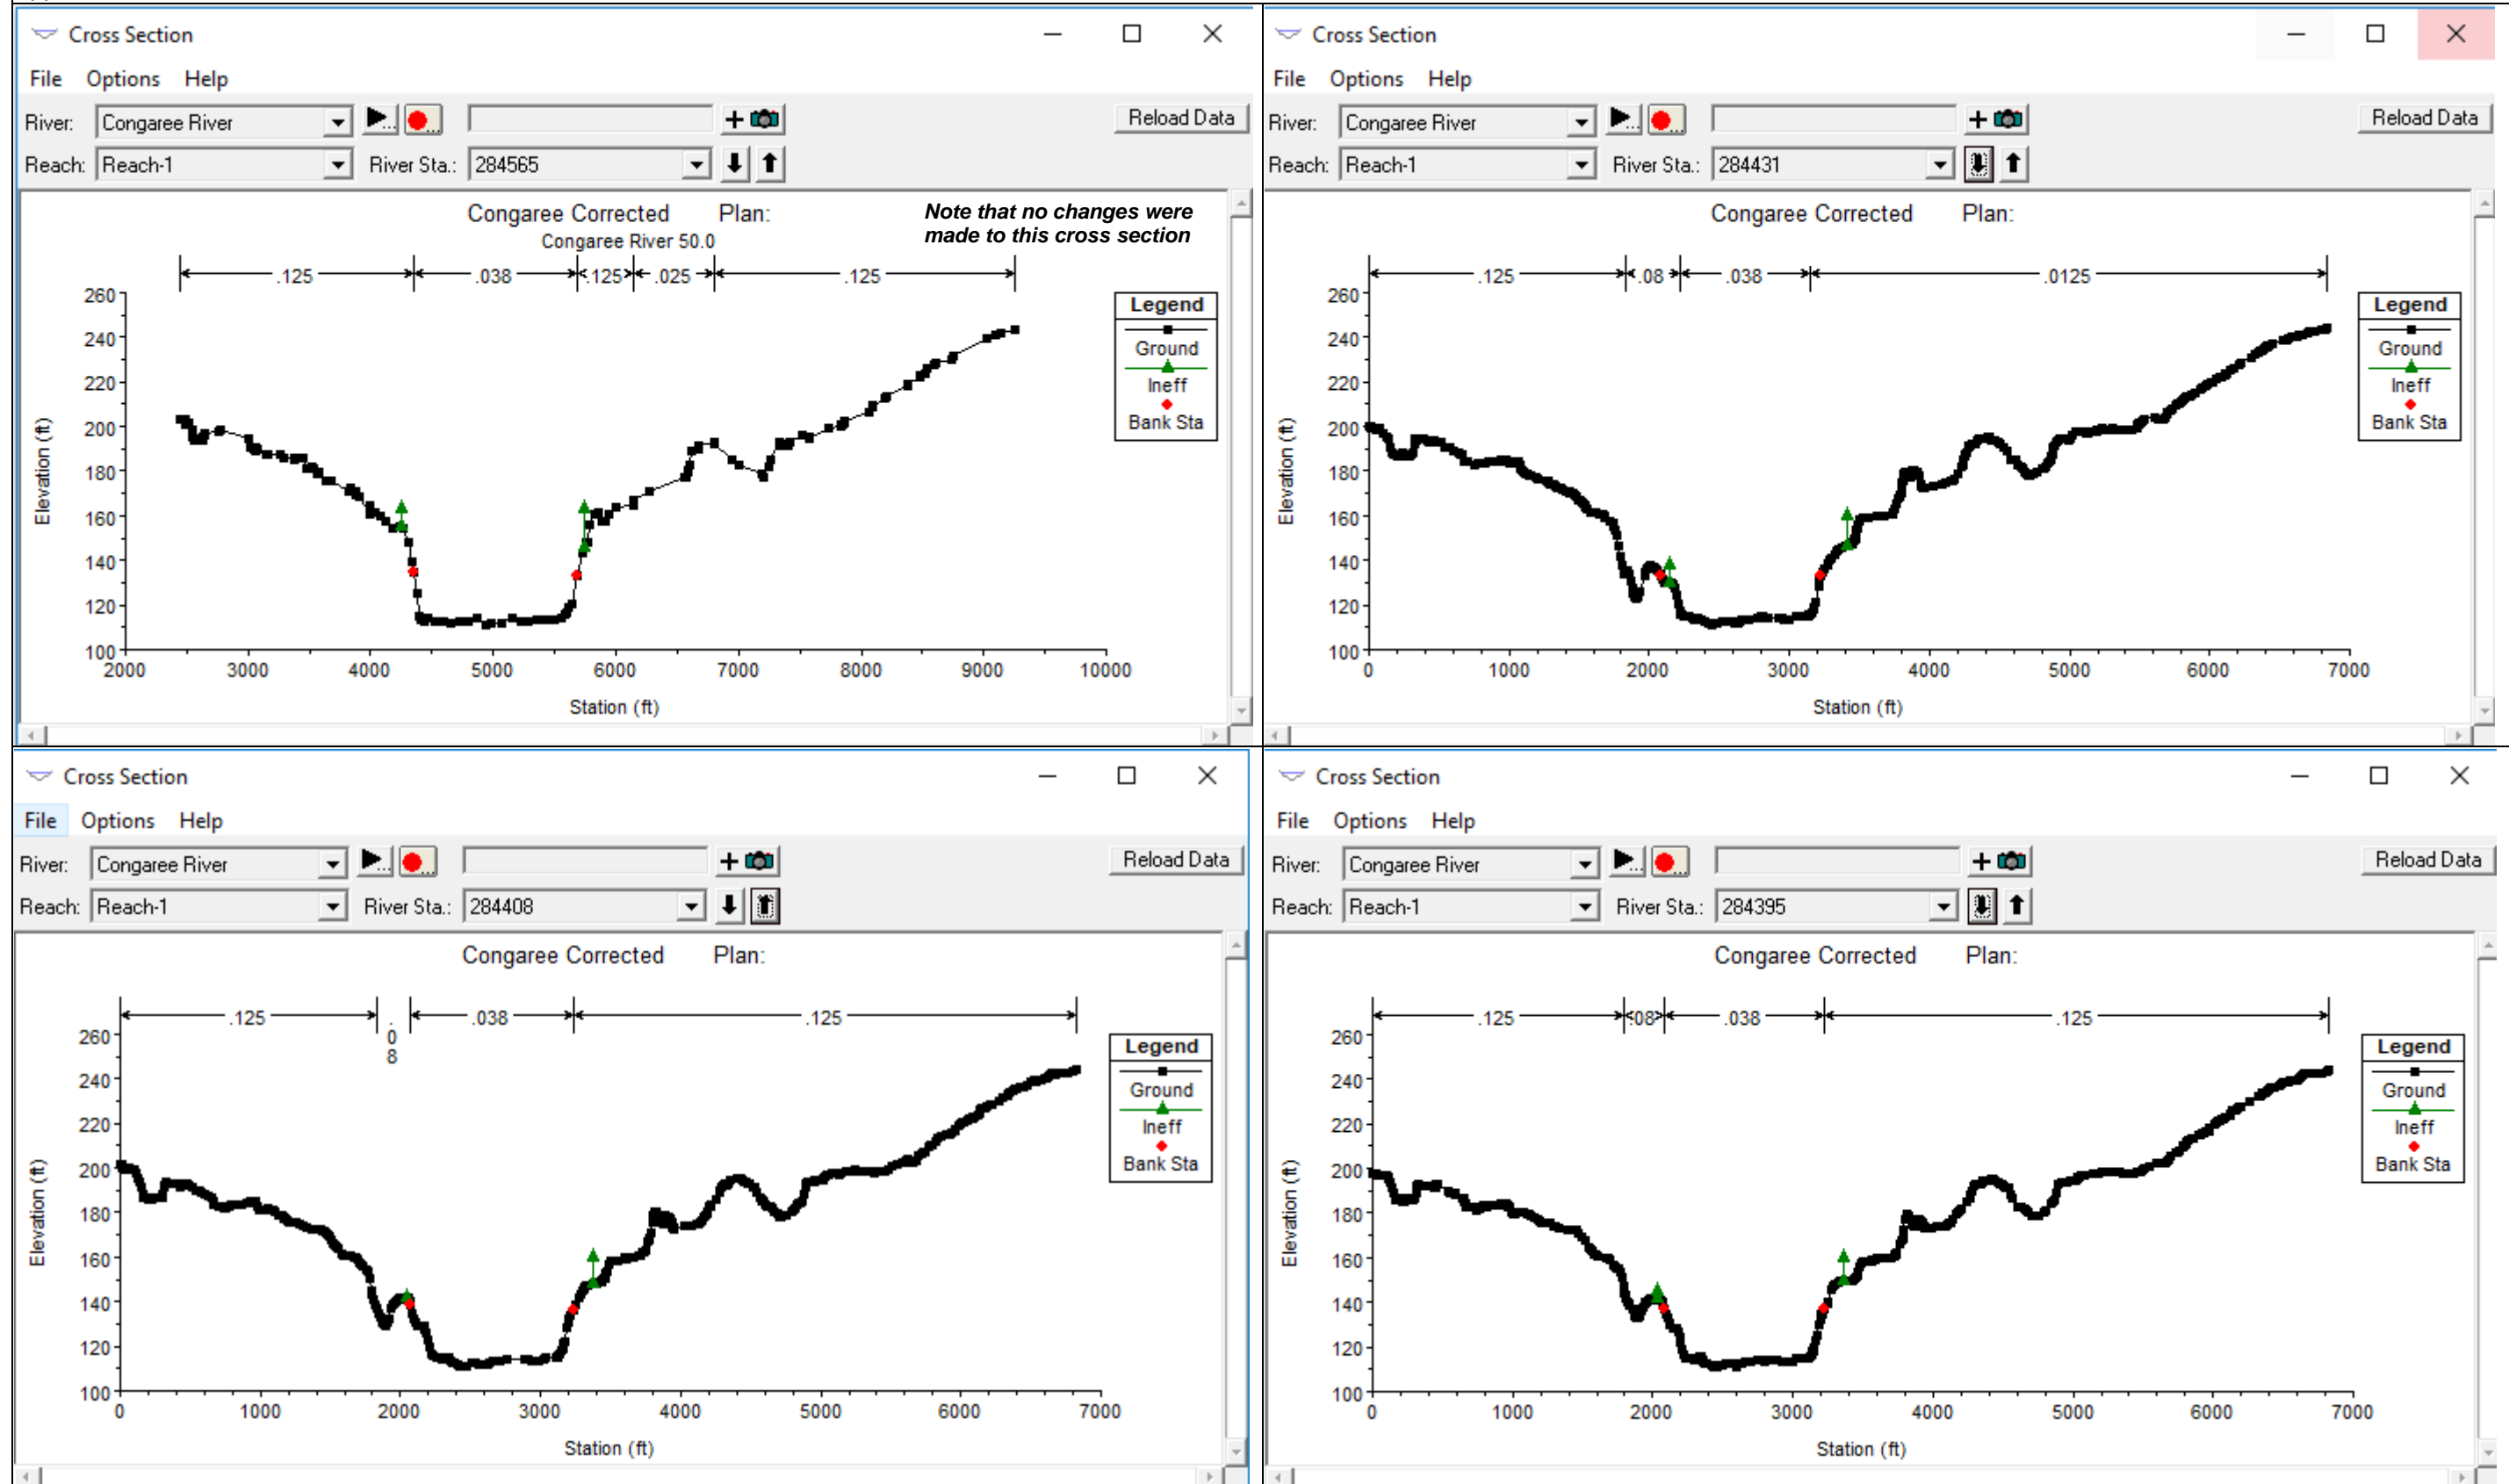 Cross Section
File Options Help
River: Congaree River
Reload Data
Reach: Reach-1 River Sta.: 284565
Congaree Corrected Plan:
Congaree River 50.0
Note that no changes were
made to this cross section
.125 .038 .125 .025 .125
260
240
220
200
180
160
140
120
100
2000 3000 4000 5000 6000 7000 8000 9000 10000
Elevation (ft)
Station (ft)
Legend
Ground
Ineff
Bank Sta
Cross Section
File Options Help
River: Congaree River
Reload Data
Reach: Reach-1 River Sta.: 284431
Congaree Corrected Plan:
.125 .08 .038 .0125
260
240
220
200
180
160
140
120
100
0 1000 2000 3000 4000 5000 6000 7000
Elevation (ft)
Station (ft)
Legend
Ground
Ineff
Bank Sta
Cross Section
File Options Help
River: Congaree River
Reload Data
Reach: Reach-1 River Sta.: 284408
Congaree Corrected Plan:
.125 .08 .038 .125
260
240
220
200
180
160
140
120
100
0 1000 2000 3000 4000 5000 6000 7000
Elevation (ft)
Station (ft)
Legend
Ground
Ineff
Bank Sta
Cross Section
File Options Help
River: Congaree River
Reload Data
Reach: Reach-1 River Sta.: 284395
Congaree Corrected Plan:
.125 .08 .038 .125
260
240
220
200
180
160
140
120
100
0 1000 2000 3000 4000 5000 6000 7000
Elevation (ft)
Station (ft)
Legend
Ground
Ineff
Bank Sta